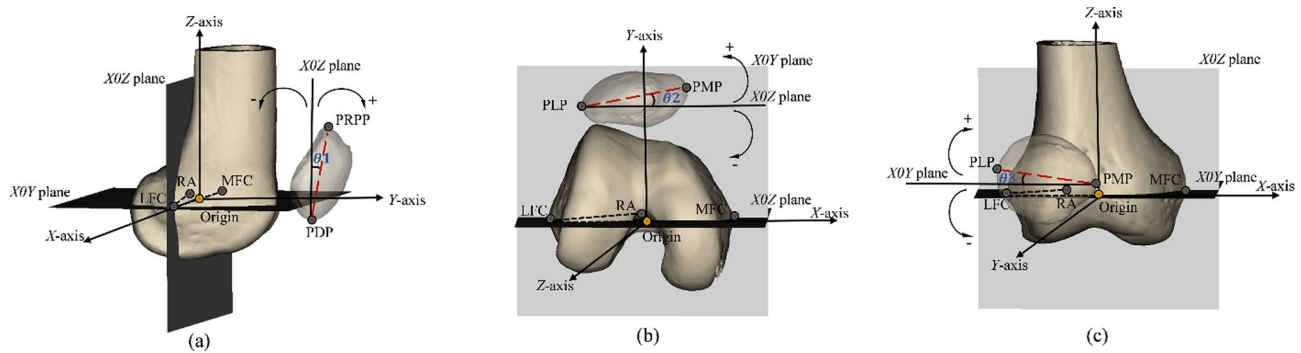 Z-axis
X0Z plane
X0Z plane
-
+
PRPP
θ1
X0Y plane
RA
MFC
LFC
Origin
Y-axis
X-axis
PDP
(a)
Y-axis
+
X0Y plane
PMP
θ2
X0Z plane
PLP
-
LFC
RA
MFC
X0Z plane
X-axis
Origin
Z-axis
(b)
Z-axis
X0Z plane
+
PLP
X0Y plane
θ3
PMP
MFC
X0Y plane
X-axis
LFC
RA
Origin
-
Y-axis
(c)